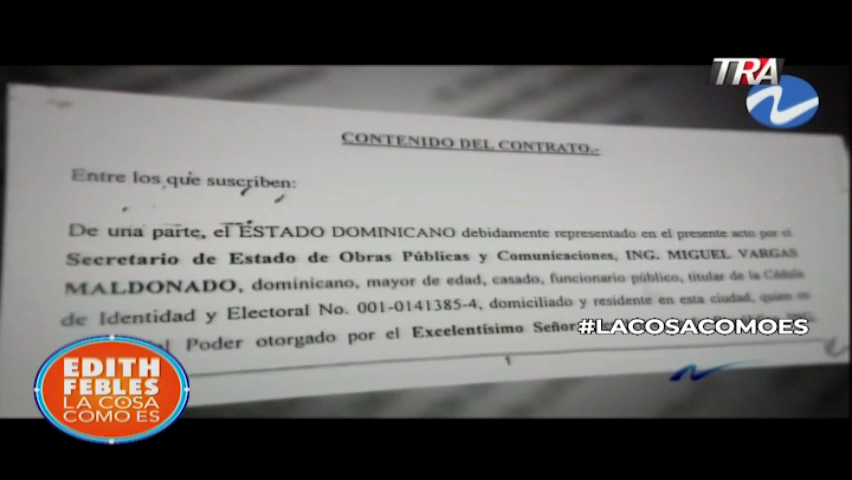 TRA
CONTENIDO DEL CONTRATO.-
Entre los que suscriben:
De una parte, el ESTADO DOMINICANO debidamente representado en el presente acto por el
Secretario de Estado de Obras Públicas y Comunicaciones, ING. MIGUEL VARGAS
MALDONADO, dominicano, mayor de edad, casado, funcionario público, titular de la Cédula
de Identidad y Electoral No. 001-0141385-4, domiciliado y residente en esta ciudad, quien
al Poder otorgado por el Excelentísimo Señor
#LACOSACOMOES
1
EDITH
FEBLES
LA COSA
COMO ES